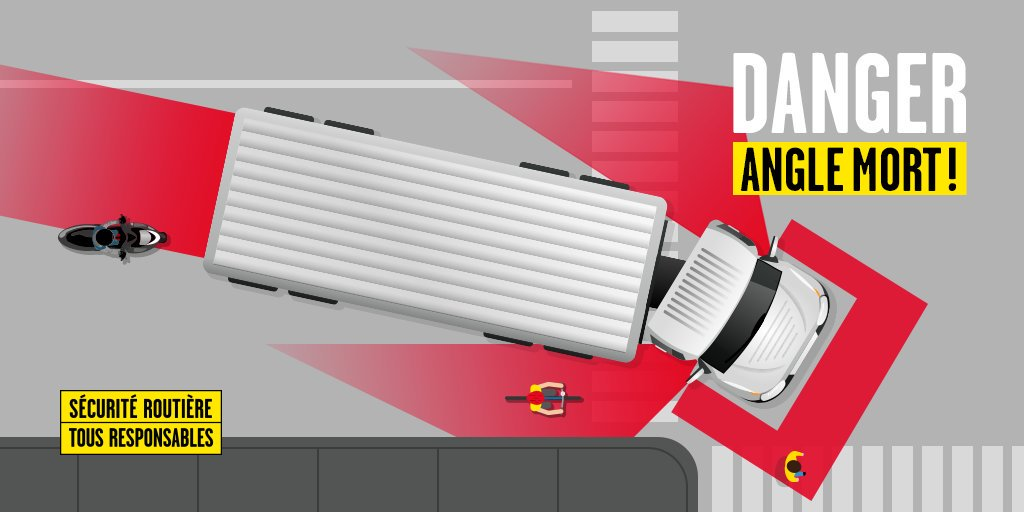 DANGER
ANGLE MORT !
SÉCURITÉ ROUTIÈRE
TOUS RESPONSABLES